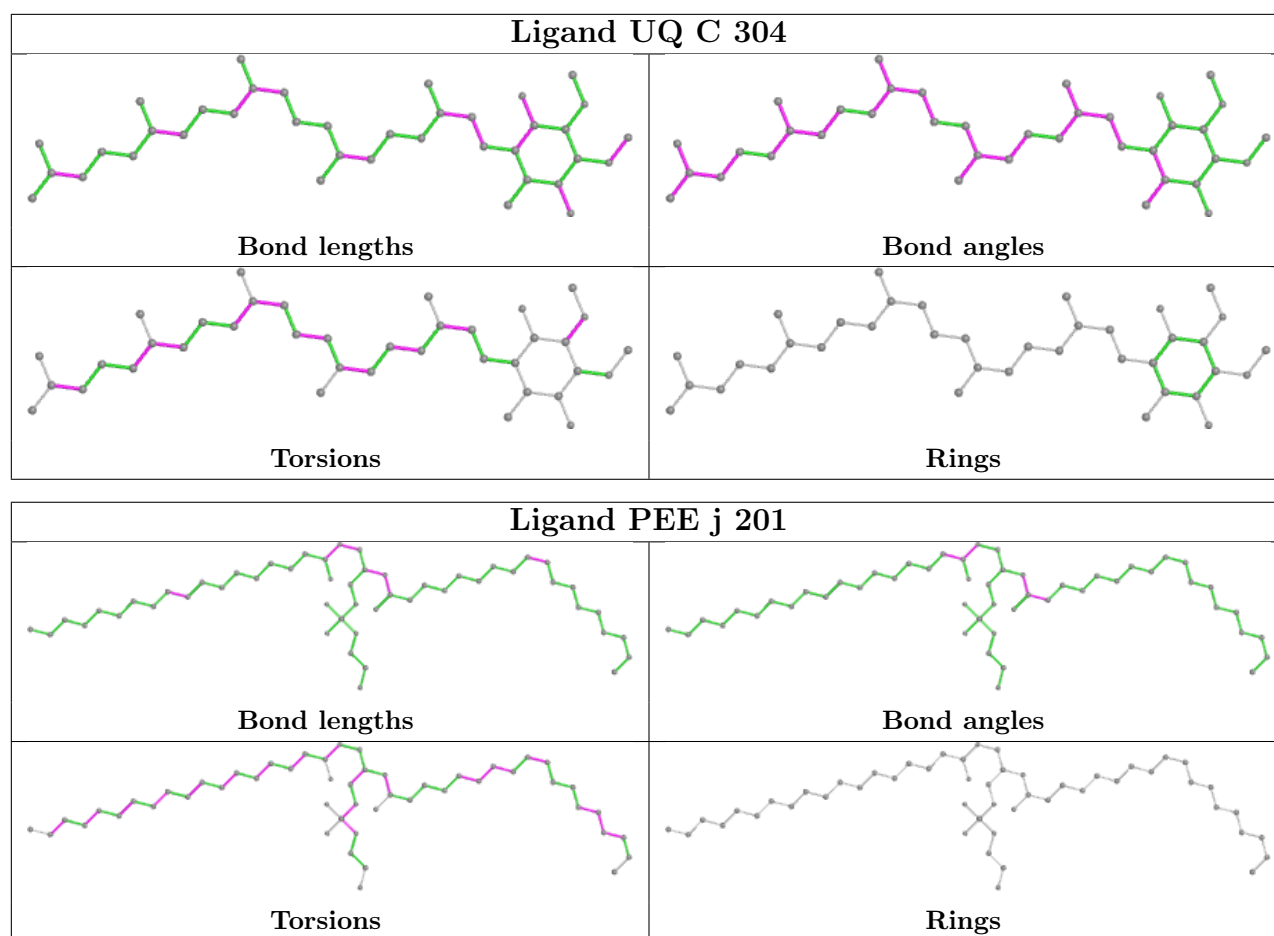 Ligand UQ C 304
Bond lengths
Bond angles
Torsions
Rings
Ligand PEE j 201
Bond lengths
Bond angles
Torsions
Rings